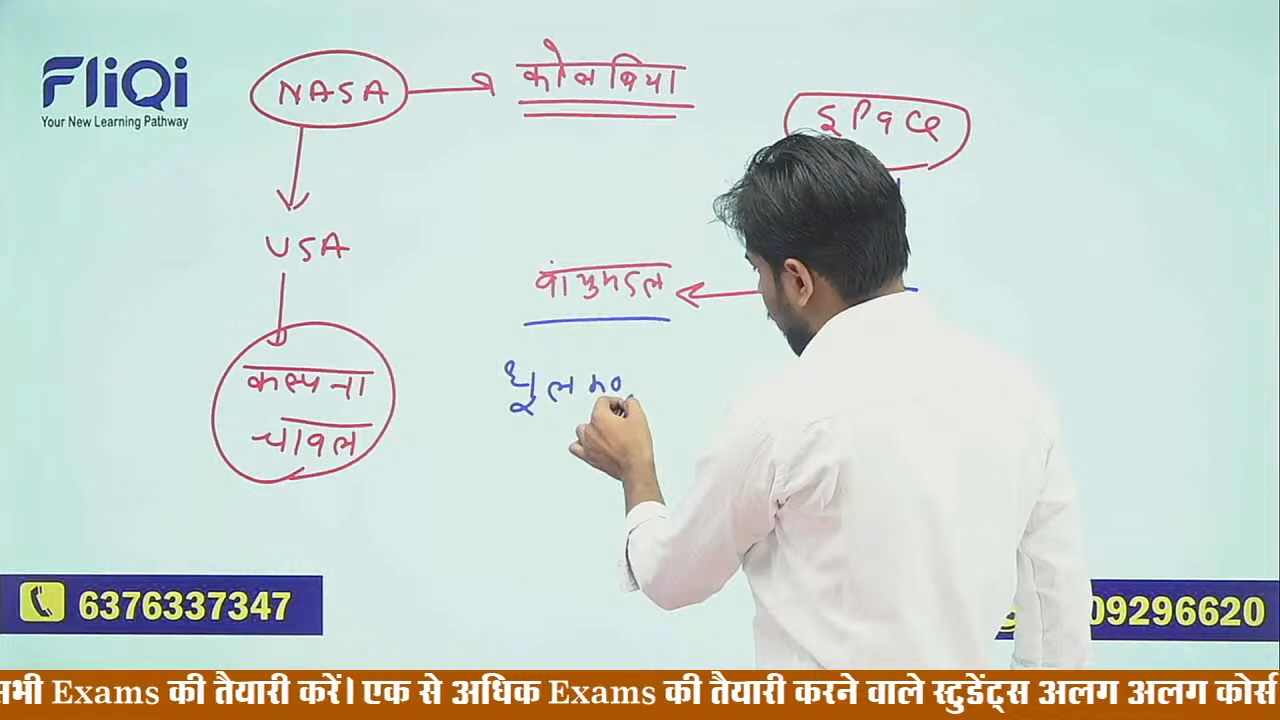 FliQi
Your New Learning Pathway
NASA
कोलंबिया
USA
वायुमंडल
कल्पना
चावला
धूलक
6376337347
09296620
सभी Exams की तैयारी करें। एक से अधिक Exams की तैयारी करने वाले स्टुडेंट्स अलग अलग कोर्स